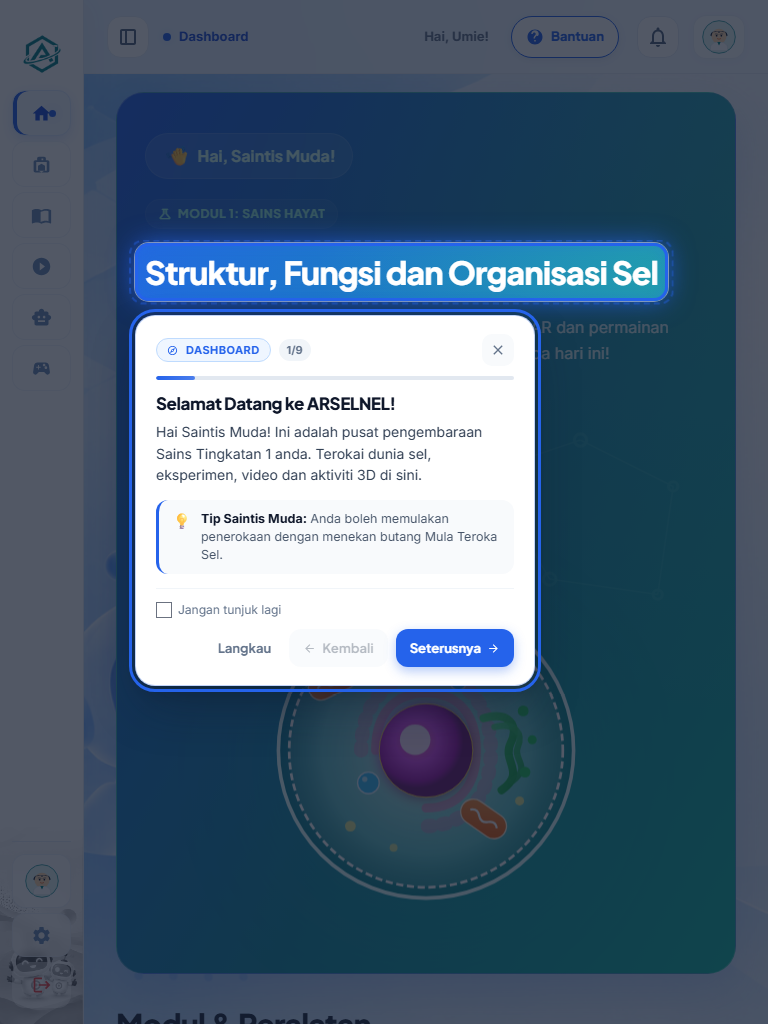 Dashboard
Hai, Umie!
Bantuan
Hai, Saintis Muda!
MODUL 1: SAINS HAYAT
Struktur, Fungsi dan Organisasi Sel
R dan permainan
a hari ini!
DASHBOARD
1/9
Selamat Datang ke ARSELNEL!
Hai Saintis Muda! Ini adalah pusat pengembaraan
Sains Tingkatan 1 anda. Terokai dunia sel,
eksperimen, video dan aktiviti 3D di sini.
Tip Saintis Muda: Anda boleh memulakan
penerokaan dengan menekan butang Mula Teroka
Sel.
Jangan tunjuk lagi
Langkau
Kembali
Seterusnya
Modul & Peralatan